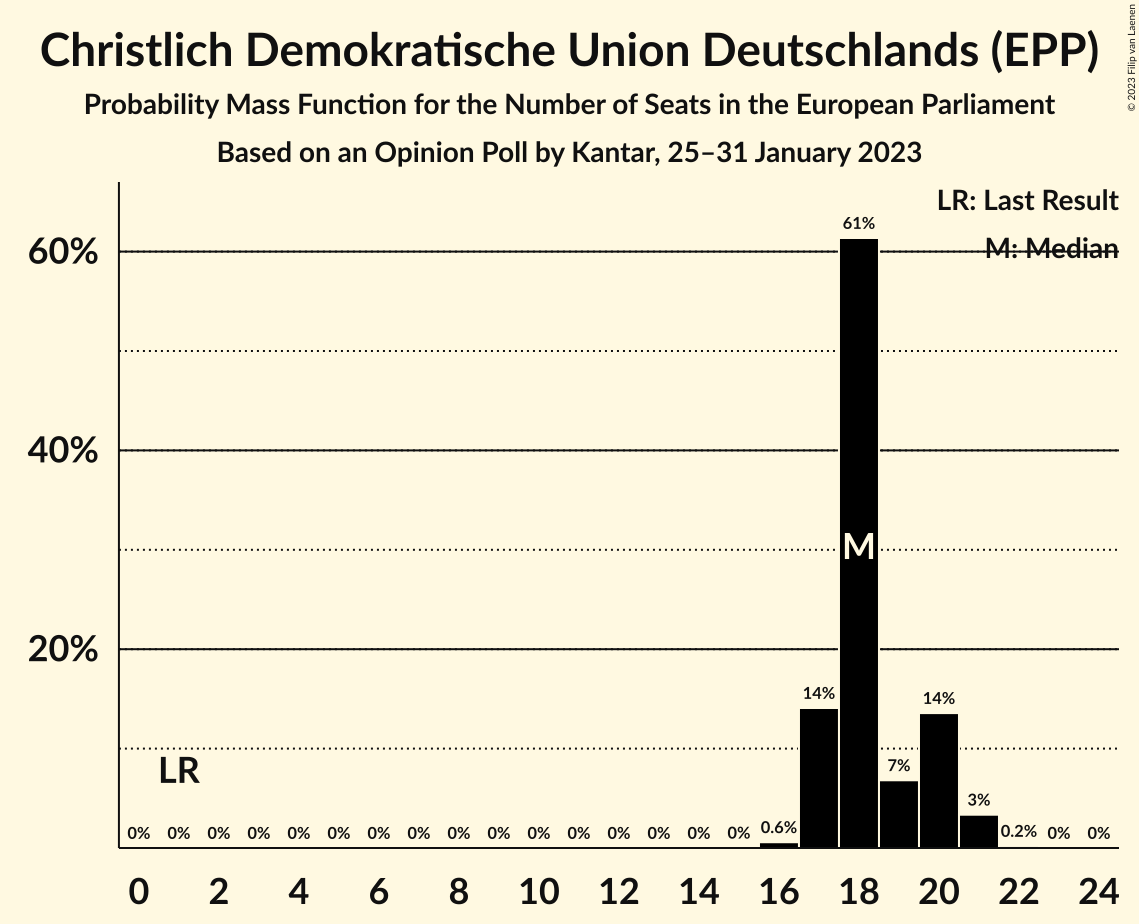 Christlich Demokratische Union Deutschlands (EPP)
Probability Mass Function for the Number of Seats in the European Parliament
Based on an Opinion Poll by Kantar, 25–31 January 2023
© 2023 Filip van Laenen
LR: Last Result
M: Median
60%
40%
20%
61%
M
14%
14%
LR
7%
3%
0% 0% 0% 0% 0% 0% 0% 0% 0% 0% 0% 0% 0% 0% 0% 0% 0.6% 0.2% 0% 0%
0 2 4 6 8 10 12 14 16 18 20 22 24